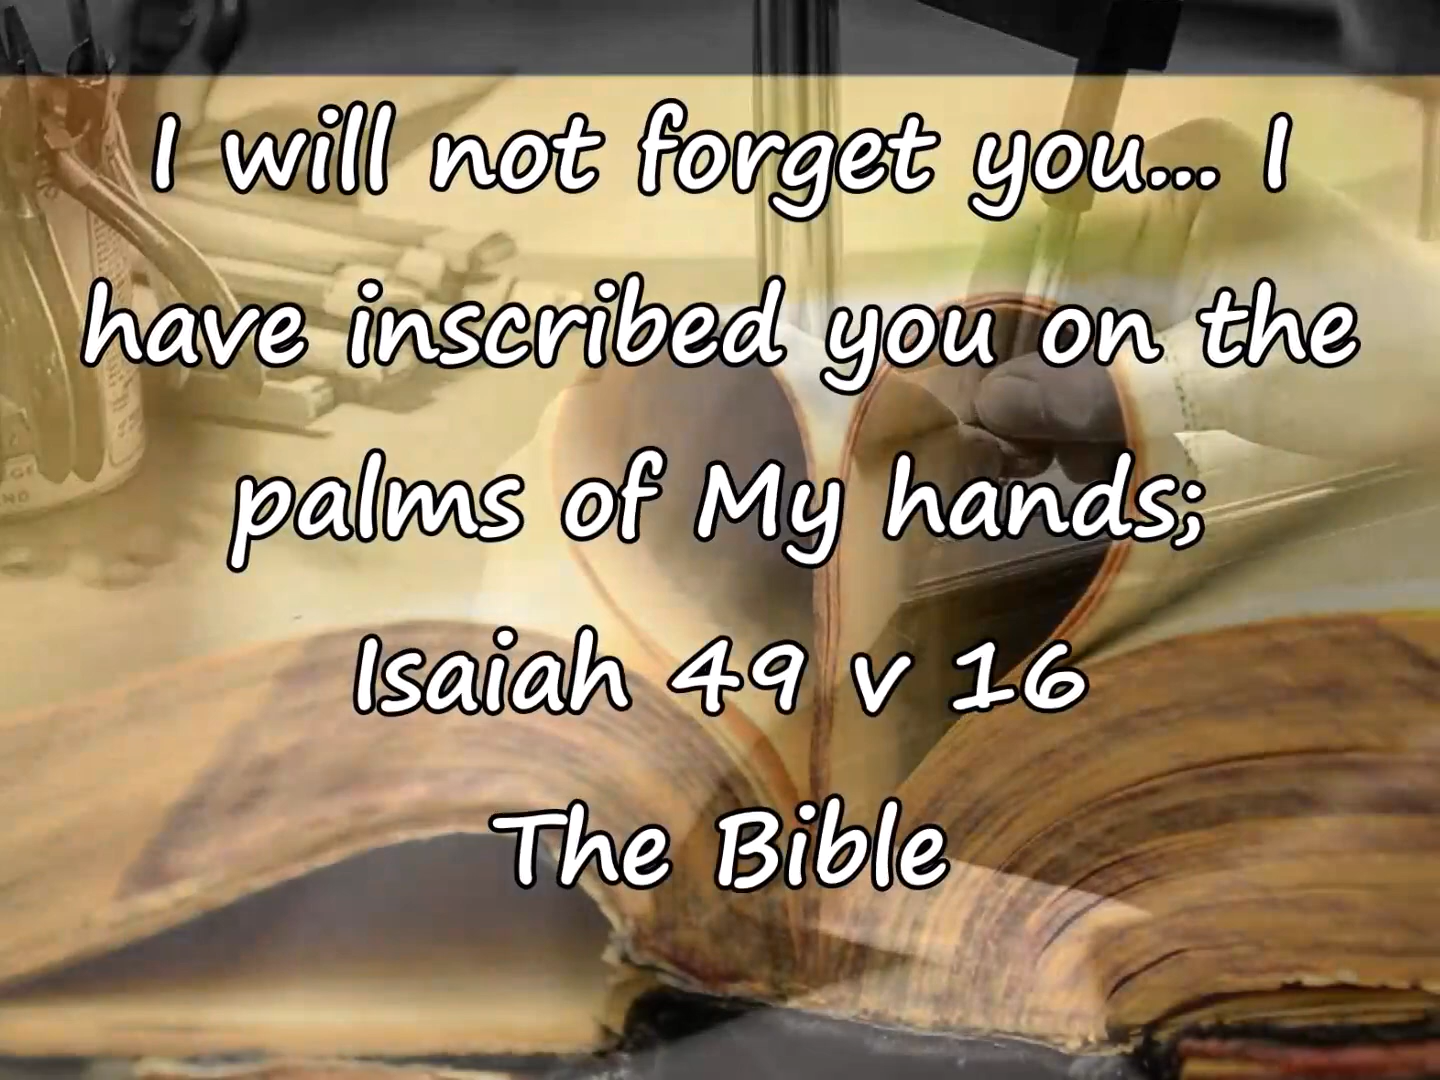 I will not forget you... I
have inscribed you on the
palms of My hands;
Isaiah 49 v 16
The Bible